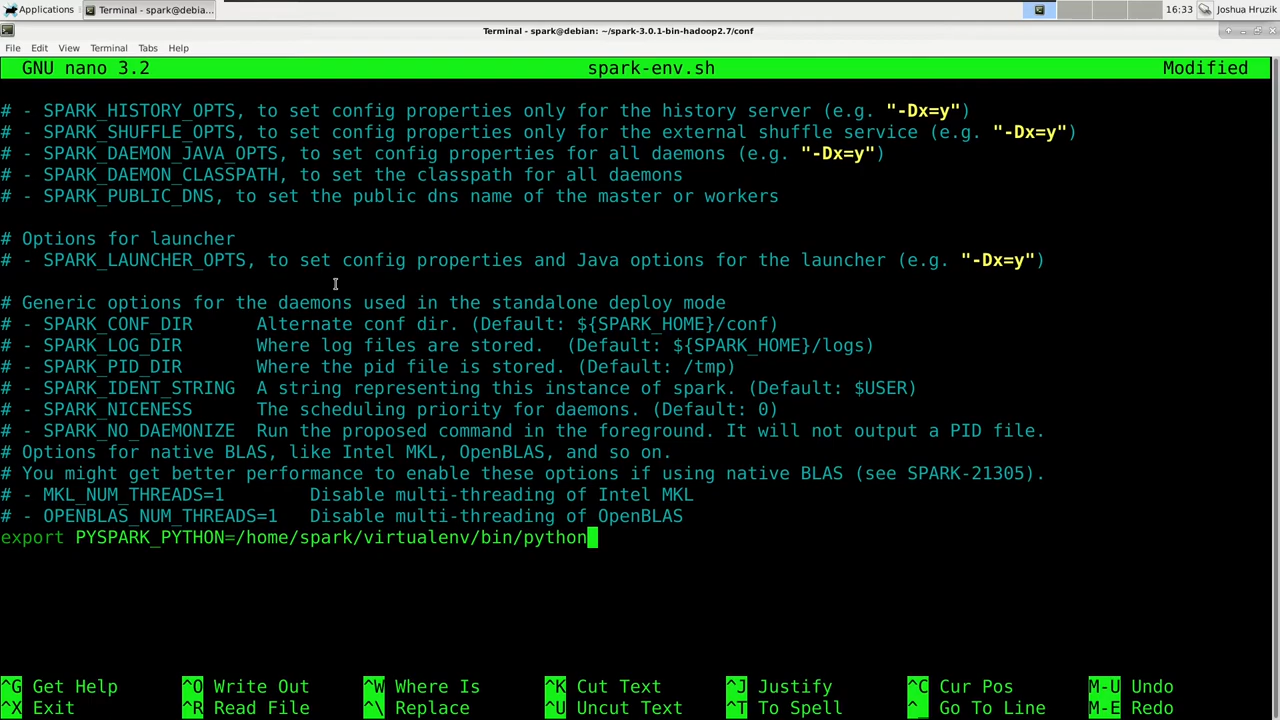 Applications Terminal - spark@debia... 16:33 Joshua Hruzik
Terminal - spark@debian: ~/spark-3.0.1-bin-hadoop2.7/conf
File Edit View Terminal Tabs Help
GNU nano 3.2 spark-env.sh Modified
# - SPARK_HISTORY_OPTS, to set config properties only for the history server (e.g. "-Dx=y")
# - SPARK_SHUFFLE_OPTS, to set config properties only for the external shuffle service (e.g. "-Dx=y")
# - SPARK_DAEMON_JAVA_OPTS, to set config properties for all daemons (e.g. "-Dx=y")
# - SPARK_DAEMON_CLASSPATH, to set the classpath for all daemons
# - SPARK_PUBLIC_DNS, to set the public dns name of the master or workers
# Options for launcher
# - SPARK_LAUNCHER_OPTS, to set config properties and Java options for the launcher (e.g. "-Dx=y")
# Generic options for the daemons used in the standalone deploy mode
# - SPARK_CONF_DIR      Alternate conf dir. (Default: ${SPARK_HOME}/conf)
# - SPARK_LOG_DIR       Where log files are stored.  (Default: ${SPARK_HOME}/logs)
# - SPARK_PID_DIR       Where the pid file is stored. (Default: /tmp)
# - SPARK_IDENT_STRING  A string representing this instance of spark. (Default: $USER)
# - SPARK_NICENESS      The scheduling priority for daemons. (Default: 0)
# - SPARK_NO_DAEMONIZE  Run the proposed command in the foreground. It will not output a PID file.
# Options for native BLAS, like Intel MKL, OpenBLAS, and so on.
# You might get better performance to enable these options if using native BLAS (see SPARK-21305).
# - MKL_NUM_THREADS=1        Disable multi-threading of Intel MKL
# - OPENBLAS_NUM_THREADS=1   Disable multi-threading of OpenBLAS
export PYSPARK_PYTHON=/home/spark/virtualenv/bin/python
^G Get Help ^O Write Out ^W Where Is ^K Cut Text ^J Justify ^C Cur Pos M-U Undo
^X Exit ^R Read File ^\ Replace ^U Uncut Text ^T To Spell ^_ Go To Line M-E Redo